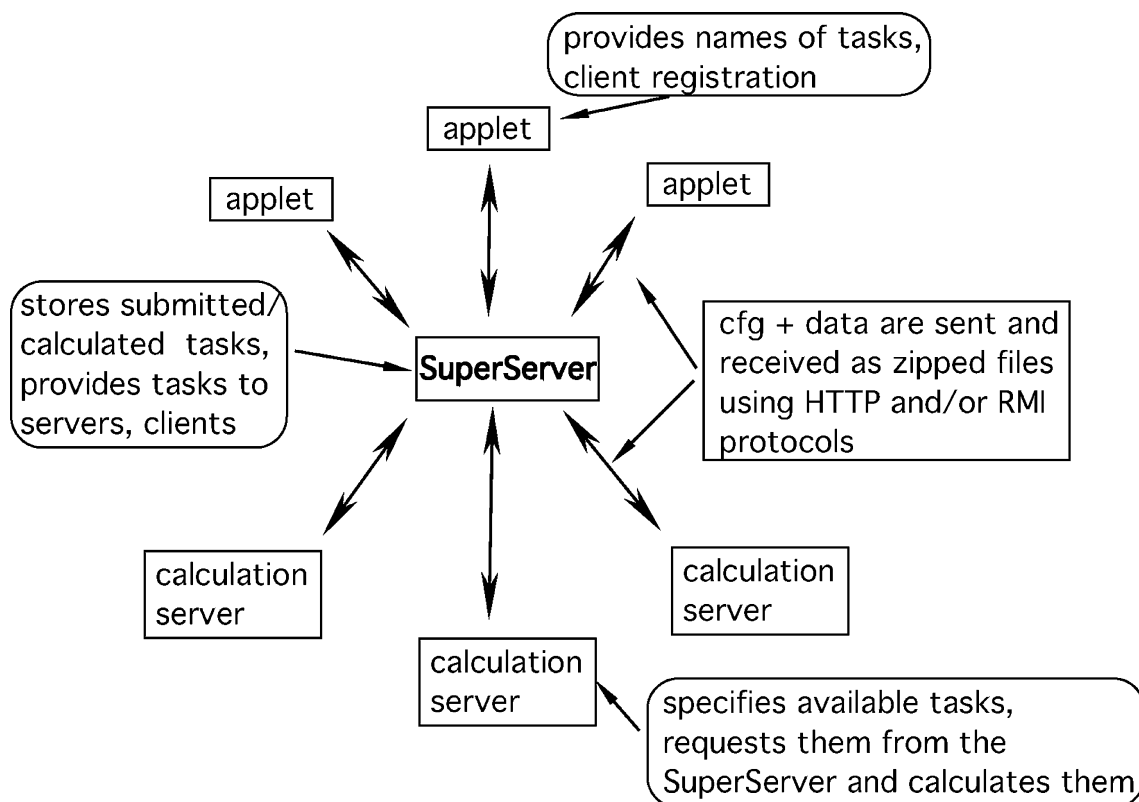 provides names of tasks,
client registration
applet
applet
applet
stores submitted/
calculated tasks,
provides tasks to
servers, clients
SuperServer
cfg + data are sent and
received as zipped files
using HTTP and/or RMI
protocols
calculation
server
calculation
server
calculation
server
specifies available tasks,
requests them from the
SuperServer and calculates them